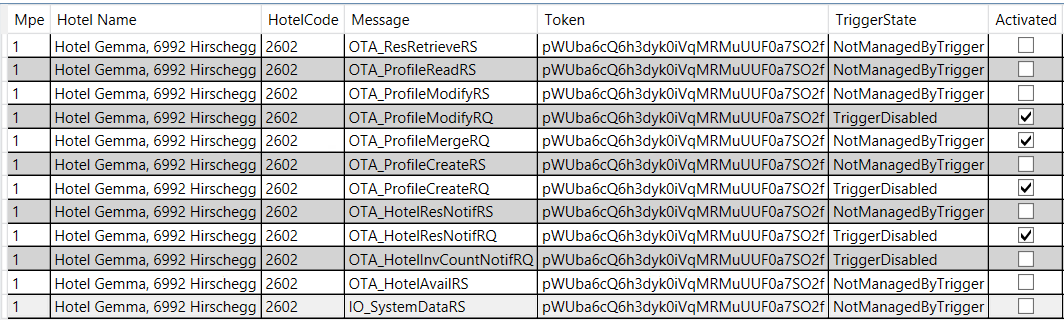 Mpe Hotel Name HotelCode Message Token TriggerState Activated
1 Hotel Gemma, 6992 Hirschegg 2602 OTA_ResRetrieveRS pWUba6cQ6h3dyk0iVqMRMuUUF0a7SO2f NotManagedByTrigger
1 Hotel Gemma, 6992 Hirschegg 2602 OTA_ProfileReadRS pWUba6cQ6h3dyk0iVqMRMuUUF0a7SO2f NotManagedByTrigger
1 Hotel Gemma, 6992 Hirschegg 2602 OTA_ProfileModifyRS pWUba6cQ6h3dyk0iVqMRMuUUF0a7SO2f NotManagedByTrigger
1 Hotel Gemma, 6992 Hirschegg 2602 OTA_ProfileModifyRQ pWUba6cQ6h3dyk0iVqMRMuUUF0a7SO2f TriggerDisabled
1 Hotel Gemma, 6992 Hirschegg 2602 OTA_ProfileMergeRQ pWUba6cQ6h3dyk0iVqMRMuUUF0a7SO2f NotManagedByTrigger
1 Hotel Gemma, 6992 Hirschegg 2602 OTA_ProfileCreateRS pWUba6cQ6h3dyk0iVqMRMuUUF0a7SO2f NotManagedByTrigger
1 Hotel Gemma, 6992 Hirschegg 2602 OTA_ProfileCreateRQ pWUba6cQ6h3dyk0iVqMRMuUUF0a7SO2f TriggerDisabled
1 Hotel Gemma, 6992 Hirschegg 2602 OTA_HotelResNotifRS pWUba6cQ6h3dyk0iVqMRMuUUF0a7SO2f NotManagedByTrigger
1 Hotel Gemma, 6992 Hirschegg 2602 OTA_HotelResNotifRQ pWUba6cQ6h3dyk0iVqMRMuUUF0a7SO2f TriggerDisabled
1 Hotel Gemma, 6992 Hirschegg 2602 OTA_HotelInvCountNotifRQ pWUba6cQ6h3dyk0iVqMRMuUUF0a7SO2f TriggerDisabled
1 Hotel Gemma, 6992 Hirschegg 2602 OTA_HotelAvailRS pWUba6cQ6h3dyk0iVqMRMuUUF0a7SO2f NotManagedByTrigger
1 Hotel Gemma, 6992 Hirschegg 2602 IO_SystemDataRS pWUba6cQ6h3dyk0iVqMRMuUUF0a7SO2f NotManagedByTrigger